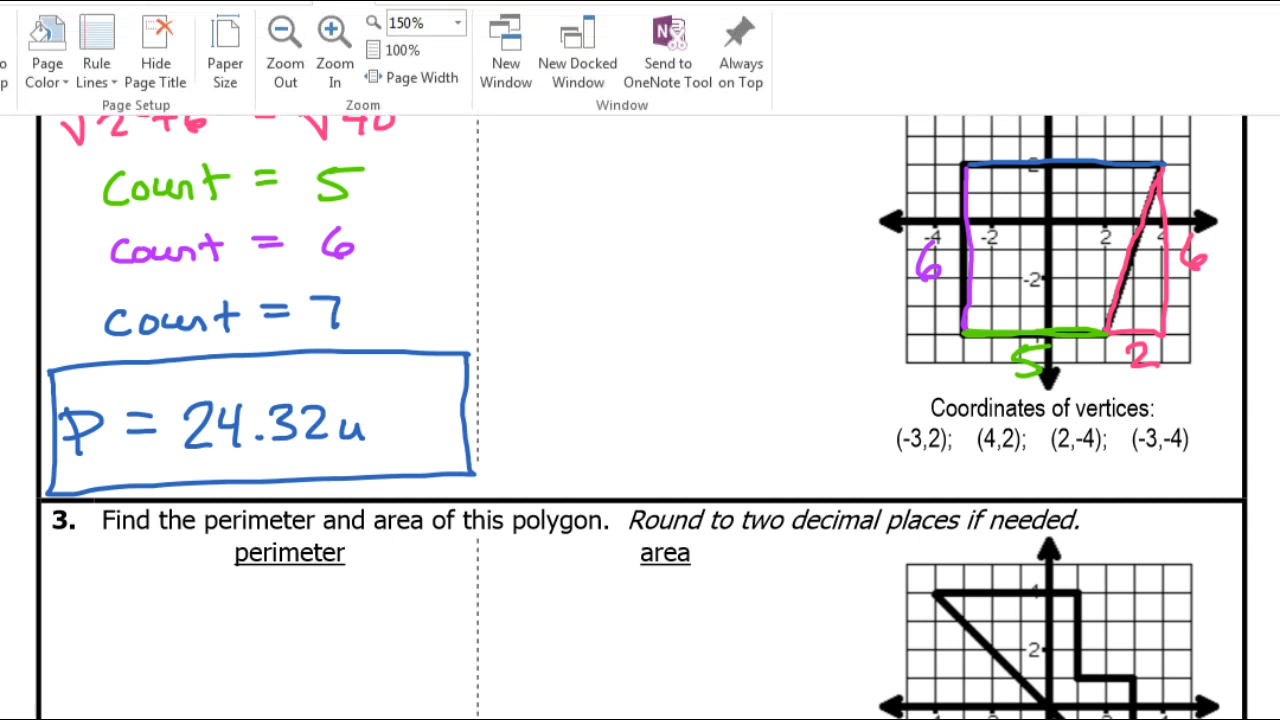 Page Color
Rule Lines
Hide Page Title
Paper Size
Page Setup
Zoom Out
Zoom In
150%
100%
Page Width
Zoom
New Window
New Docked Window
Send to OneNote Tool
Always on Top
Window
count = 5
count = 6
count = 7
P = 24.32u
2
-4 -2 2 4
-2
6
6
5
2
Coordinates of vertices:
(-3,2); (4,2); (2,-4); (-3,-4)
3. Find the perimeter and area of this polygon. Round to two decimal places if needed.
perimeter
area
4
2